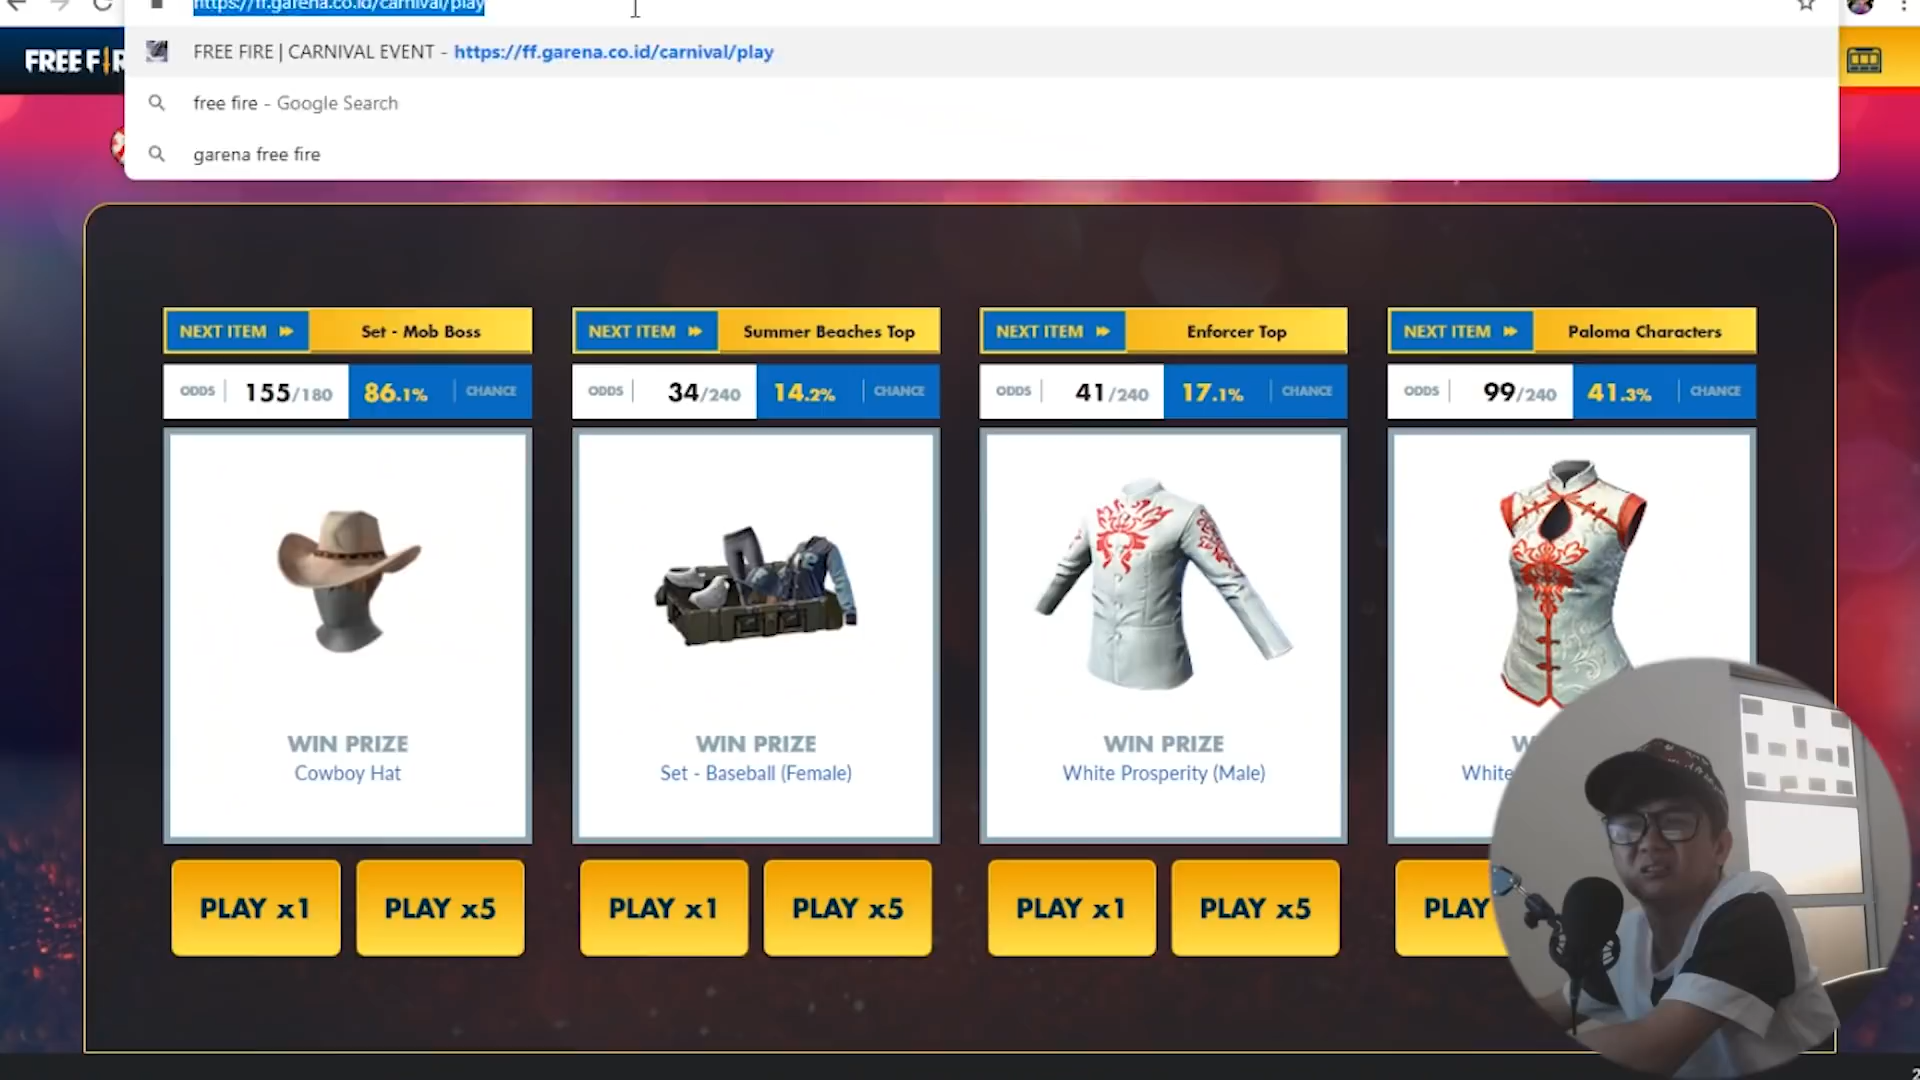 https://ff.garena.co.id/carnival/play
FREE FIRE | CARNIVAL EVENT - https://ff.garena.co.id/carnival/play
free fire - Google Search
garena free fire
FREE FIR
NEXT ITEM Set - Mob Boss
ODDS 155/180 86.1% CHANCE
WIN PRIZE
Cowboy Hat
PLAY x1 PLAY x5
NEXT ITEM Summer Beaches Top
ODDS 34/240 14.2% CHANCE
WIN PRIZE
Set - Baseball (Female)
PLAY x1 PLAY x5
NEXT ITEM Enforcer Top
ODDS 41/240 17.1% CHANCE
WIN PRIZE
White Prosperity (Male)
PLAY x1 PLAY x5
NEXT ITEM Paloma Characters
ODDS 99/240 41.3% CHANCE
White
PLAY